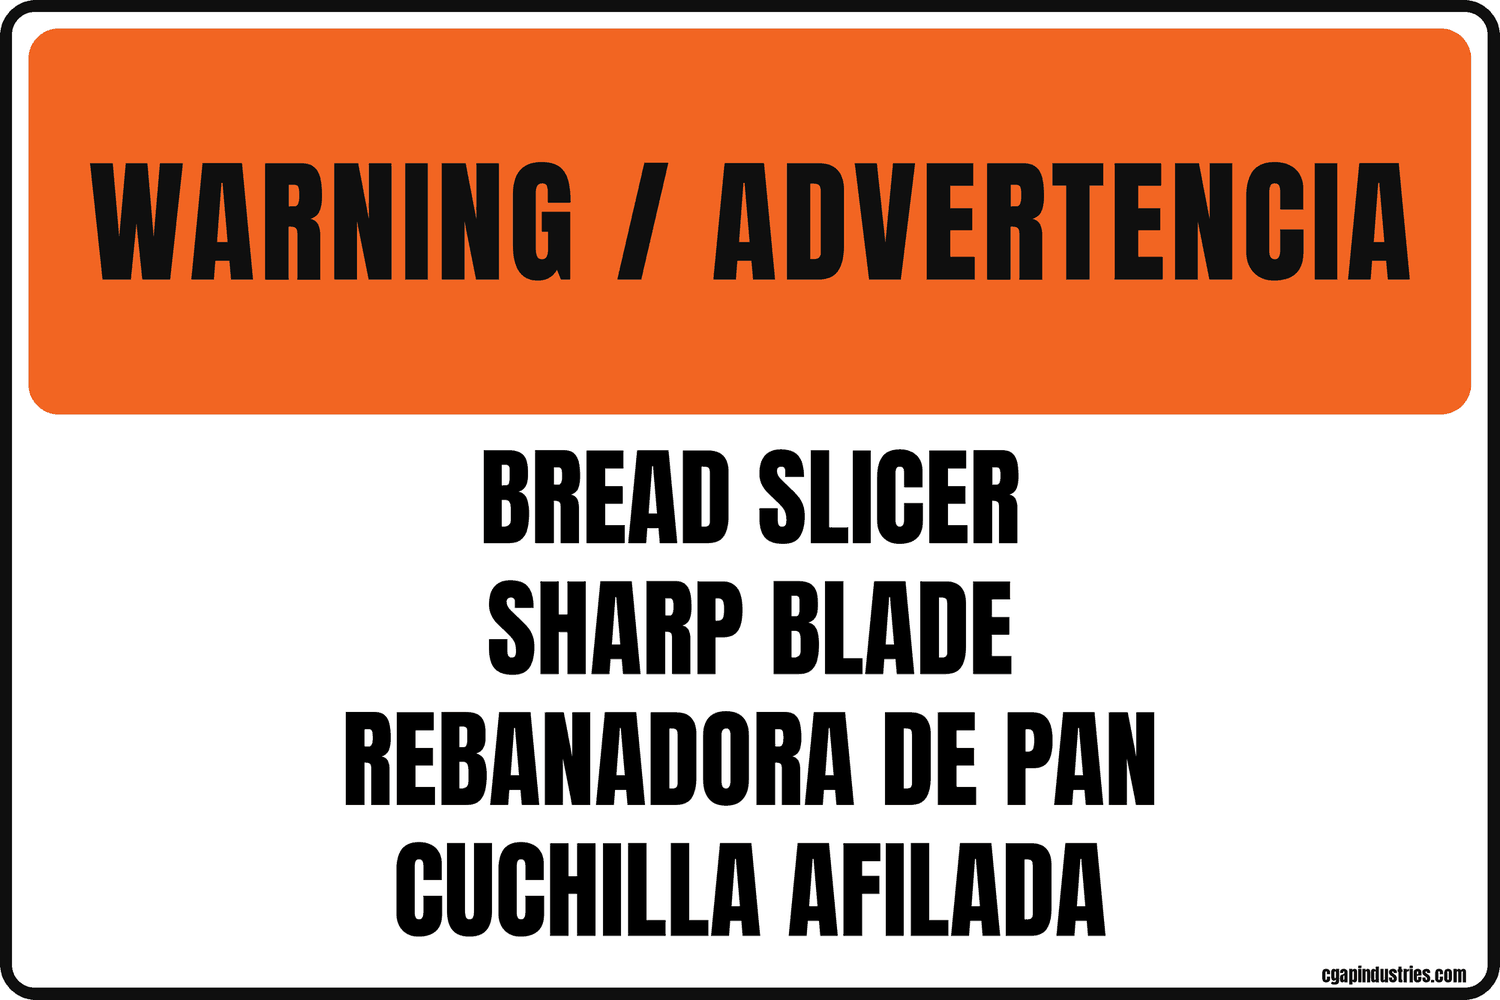 WARNING / ADVERTENCIA
BREAD SLICER
SHARP BLADE
REBANADORA DE PAN
CUCHILLA AFILADA
cgapindustries.com